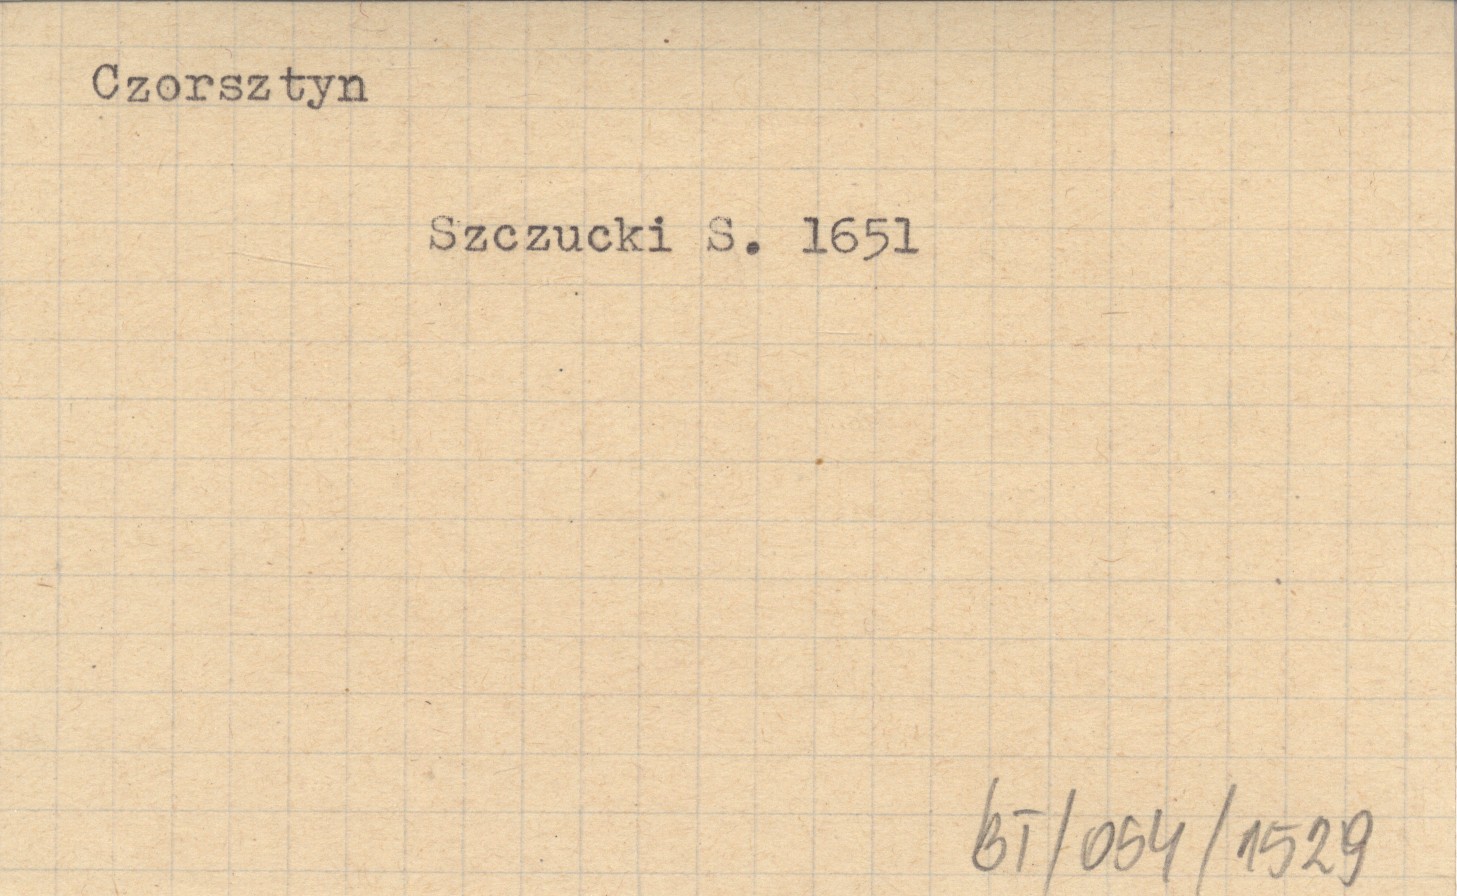 Czorsztyn
Szczucki S. 1651
BT/054/1529